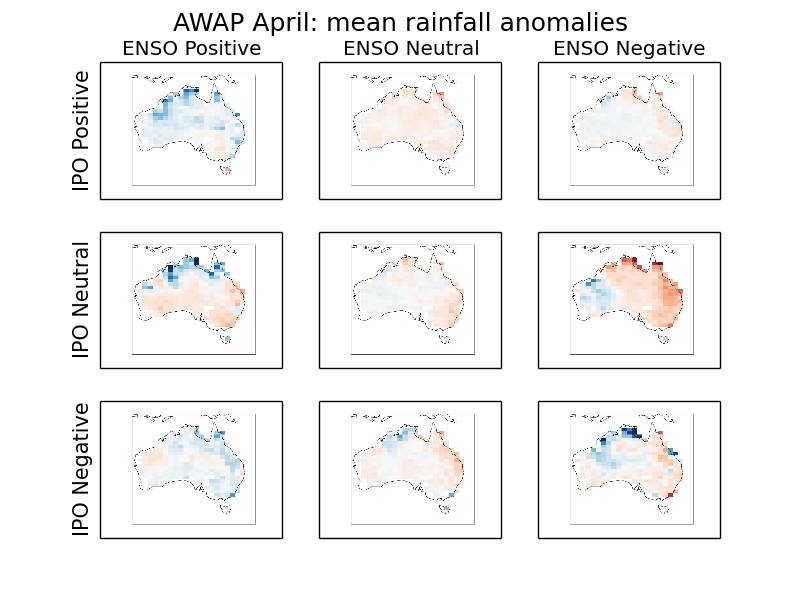 AWAP April: mean rainfall anomalies
ENSO Positive
ENSO Neutral
ENSO Negative
IPO Positive
IPO Neutral
IPO Negative